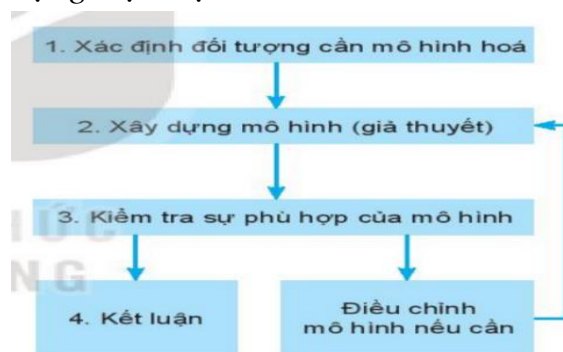 1. Xác định đối tượng cần mô hình hoá
2. Xây dựng mô hình (giả thuyết)
3. Kiểm tra sự phù hợp của mô hình
4. Kết luận
Điều chỉnh
mô hình nếu cần